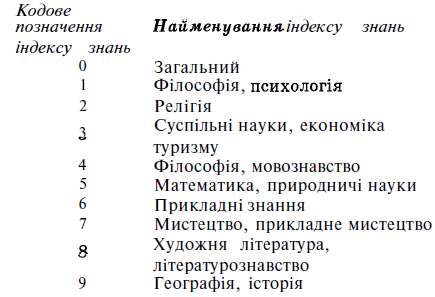 Кодове
позначення Найменування індексу знань
індексу знань
0 Загальний
1 Філософія, психологія
2 Релігія
3 Суспільні науки, економіка
туризму
4 Філософія, мовознавство
5 Математика, природничі науки
6 Прикладні знання
7 Мистецтво, прикладне мистецтво
8 Художня література,
літературознавство
9 Географія, історія